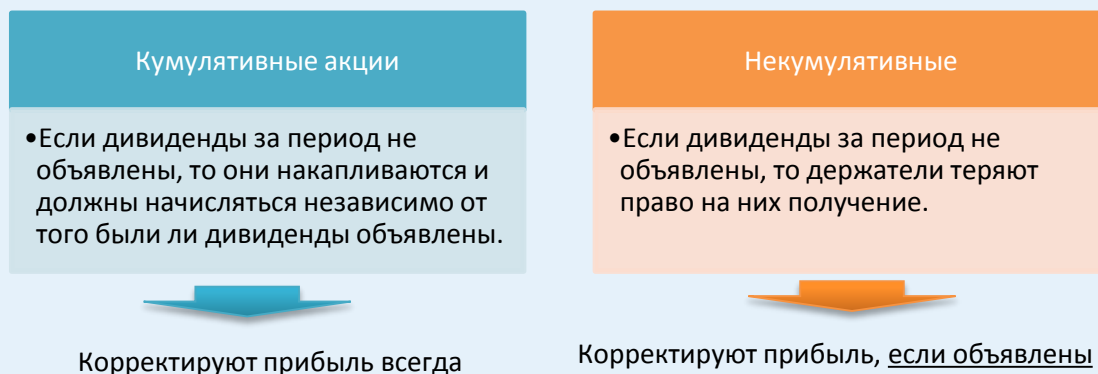 Кумулятивные акции
•Если дивиденды за период не
объявлены, то они накапливаются и
должны начисляться независимо от
того были ли дивиденды объявлены.
Корректируют прибыль всегда
Некумулятивные
•Если дивиденды за период не
объявлены, то держатели теряют
право на них получение.
Корректируют прибыль, если объявлены